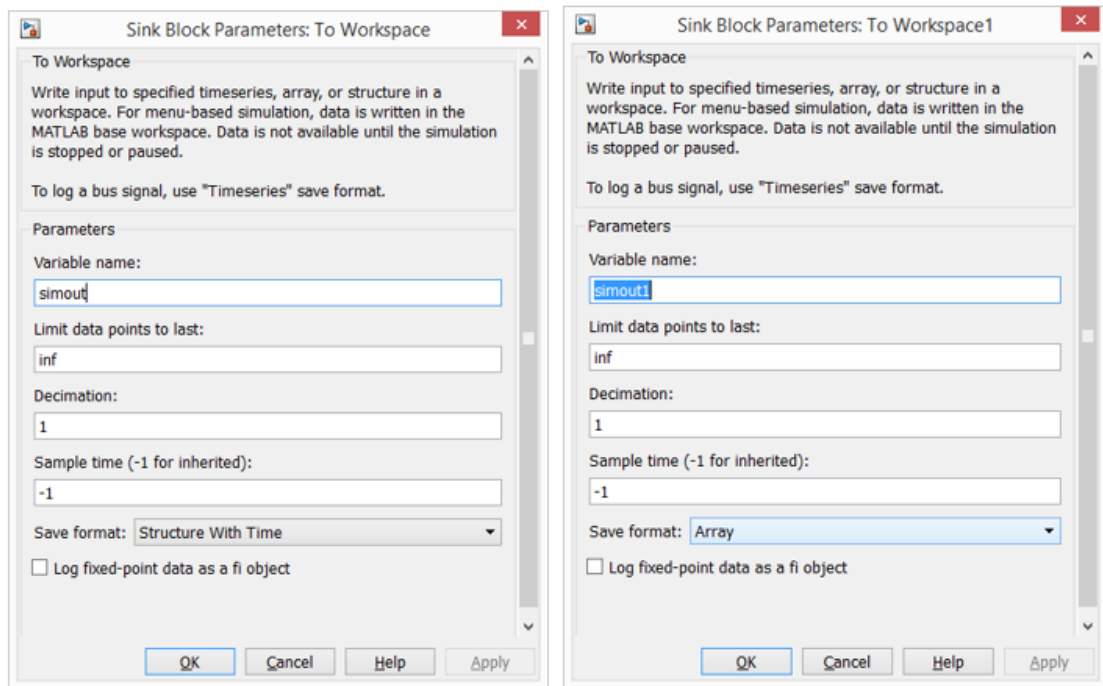 Sink Block Parameters: To Workspace
To Workspace
Write input to specified timeseries, array, or structure in a
workspace. For menu-based simulation, data is written in the
MATLAB base workspace. Data is not available until the simulation
is stopped or paused.
To log a bus signal, use "Timeseries" save format.
Parameters
Variable name:
simout
Limit data points to last:
inf
Decimation:
1
Sample time (-1 for inherited):
-1
Save format: Structure With Time
Log fixed-point data as a fi object
OK Cancel Help Apply
Sink Block Parameters: To Workspace1
To Workspace
Write input to specified timeseries, array, or structure in a
workspace. For menu-based simulation, data is written in the
MATLAB base workspace. Data is not available until the simulation
is stopped or paused.
To log a bus signal, use "Timeseries" save format.
Parameters
Variable name:
simout1
Limit data points to last:
inf
Decimation:
1
Sample time (-1 for inherited):
-1
Save format: Array
Log fixed-point data as a fi object
OK Cancel Help Apply